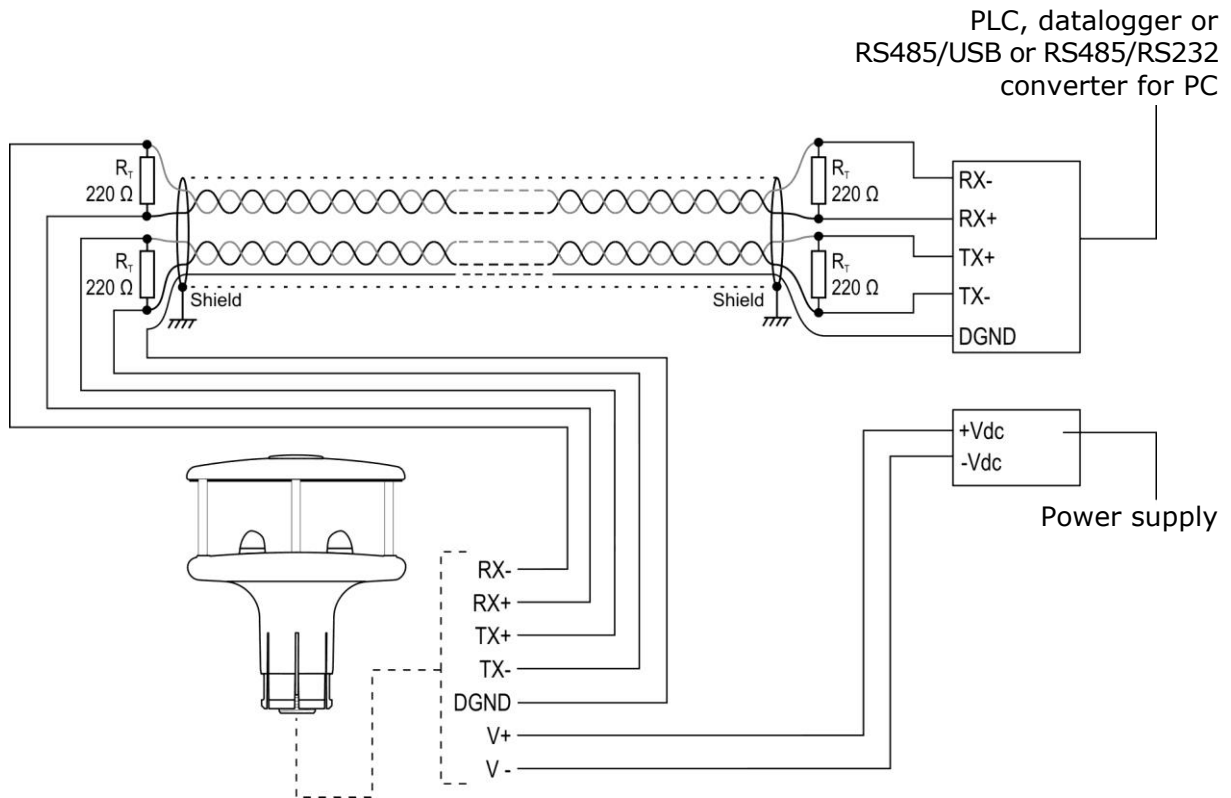 PLC, datalogger or
RS485/USB or RS485/RS232
converter for PC
RT
220 Ω
RT
220 Ω
Shield
Shield
RT
220 Ω
RT
220 Ω
RX-
RX+
TX+
TX-
DGND
+Vdc
-Vdc
Power supply
RX-
RX+
TX+
TX-
DGND
V+
V -